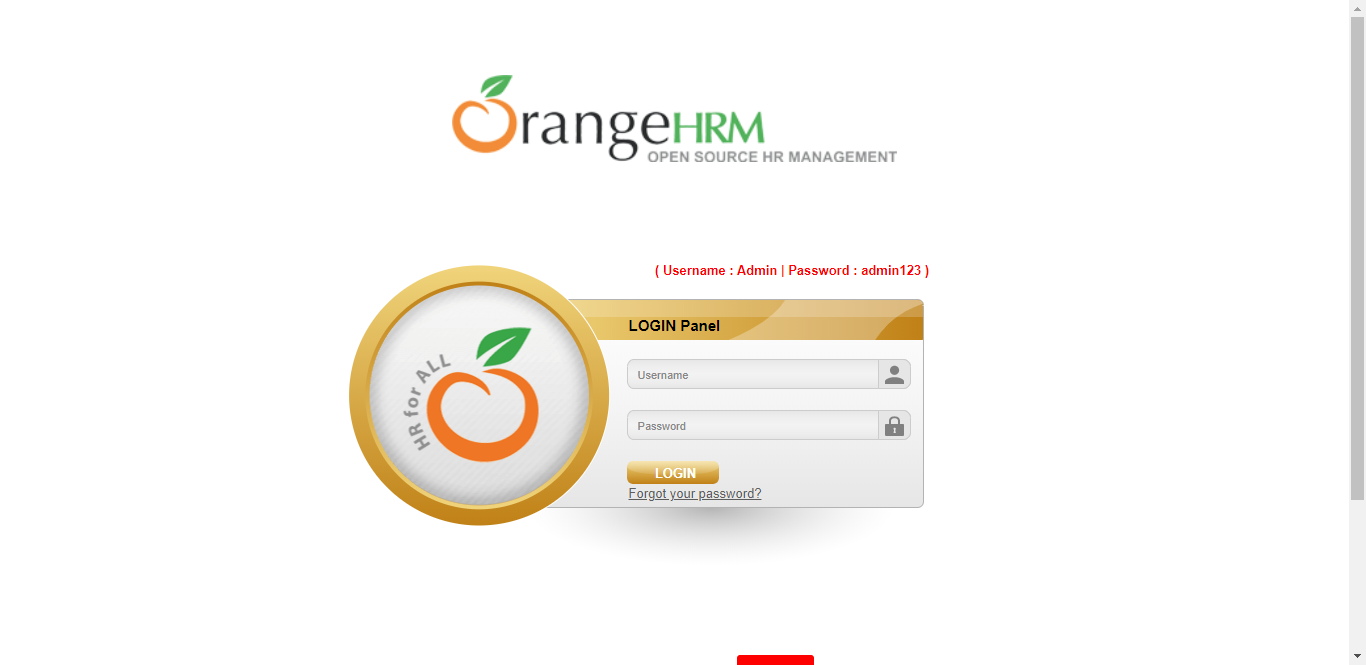 OrangeHRM
OPEN SOURCE HR MANAGEMENT
( Username : Admin | Password : admin123 )
LOGIN Panel
HR for ALL
Username
Password
LOGIN
Forgot your password?